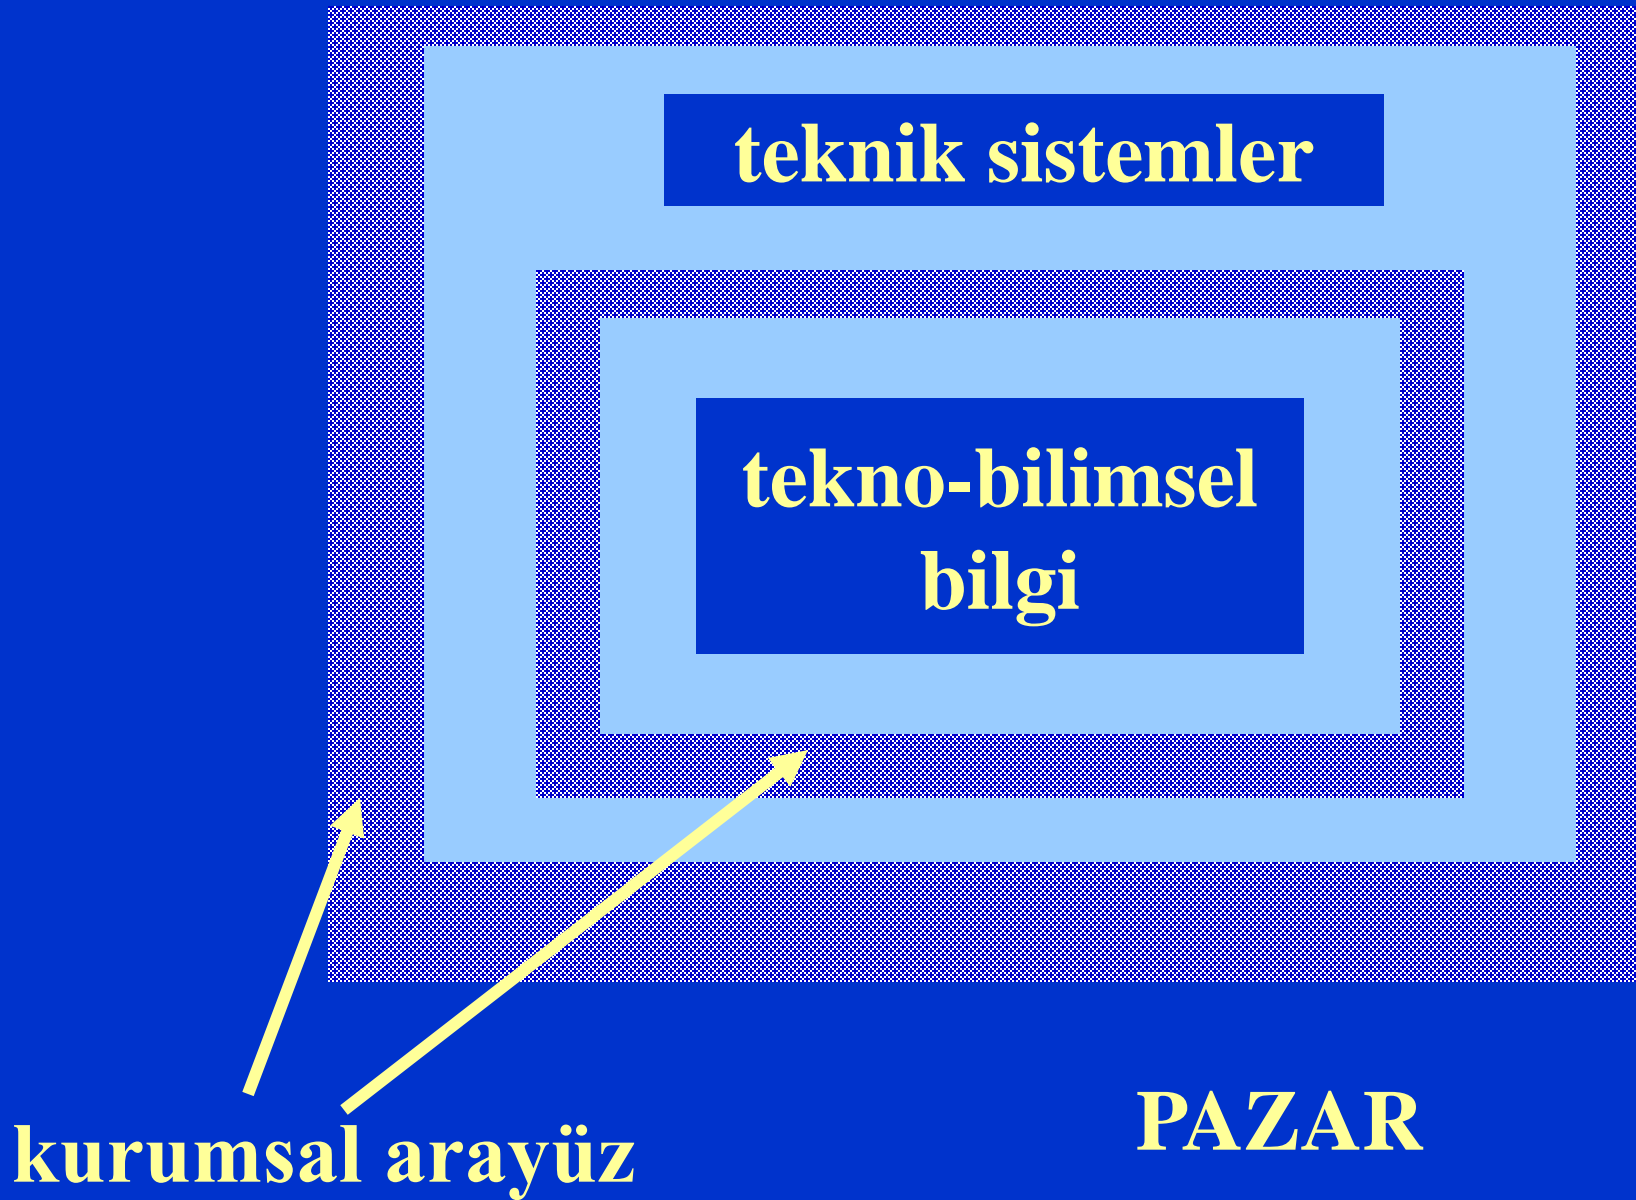 teknik sistemler
tekno-bilimsel
bilgi
PAZAR
kurumsal arayüz